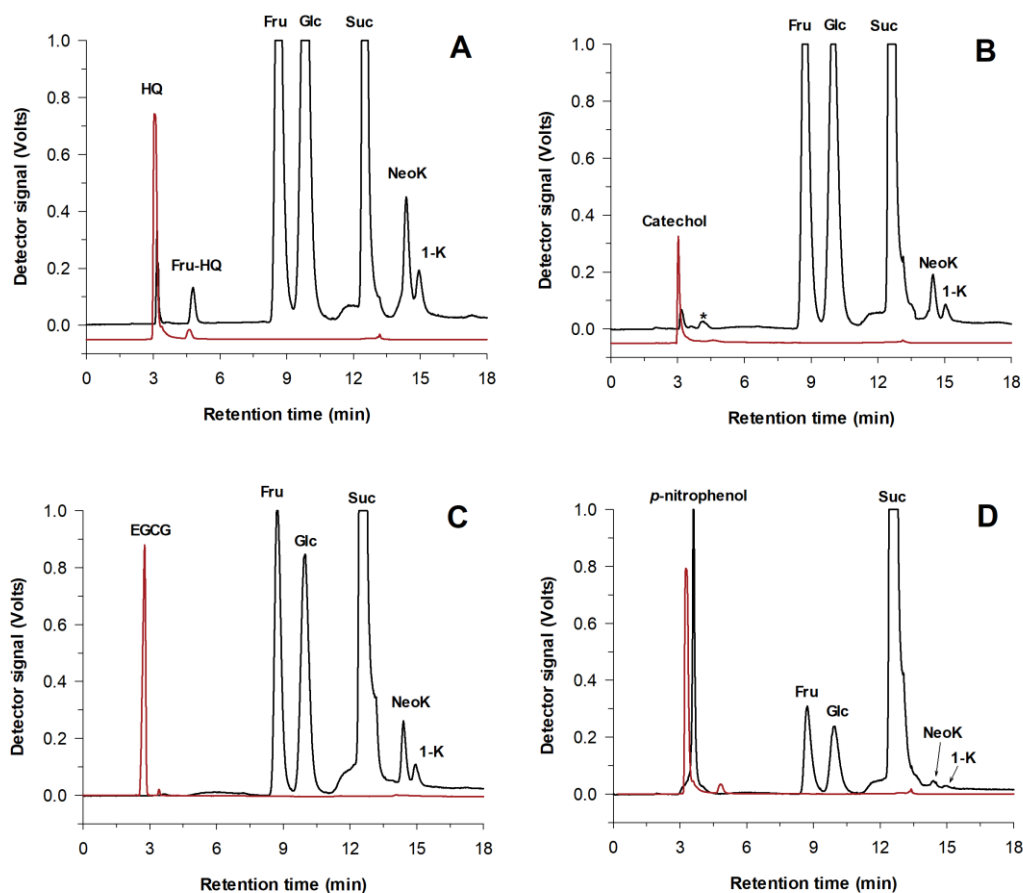 Fru Glc Suc
A
HQ
NeoK
1-K
Fru-HQ
1.0
0.8
0.6
0.4
0.2
0.0
Detector signal (Volts)
0 3 6 9 12 15 18
Retention time (min)
Fru Glc Suc
B
Catechol
NeoK
1-K
*
1.0
0.8
0.6
0.4
0.2
0.0
Detector signal (Volts)
0 3 6 9 12 15 18
Retention time (min)
Fru Suc
C
EGCG
Glc
NeoK
1-K
1.0
0.8
0.6
0.4
0.2
0.0
Detector signal (Volts)
0 3 6 9 12 15 18
Retention time (min)
p-nitrophenol Suc
D
Fru
Glc
NeoK
1-K
1.0
0.8
0.6
0.4
0.2
0.0
Detector signal (Volts)
0 3 6 9 12 15 18
Retention time (min)